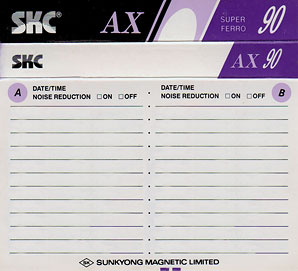 SKC® AX SUPER FERRO 90
SKC AX 90
A DATE/TIME NOISE REDUCTION □ON □OFF
DATE/TIME NOISE REDUCTION □ON □OFF B
SK SUNKYONG MAGNETIC LIMITED